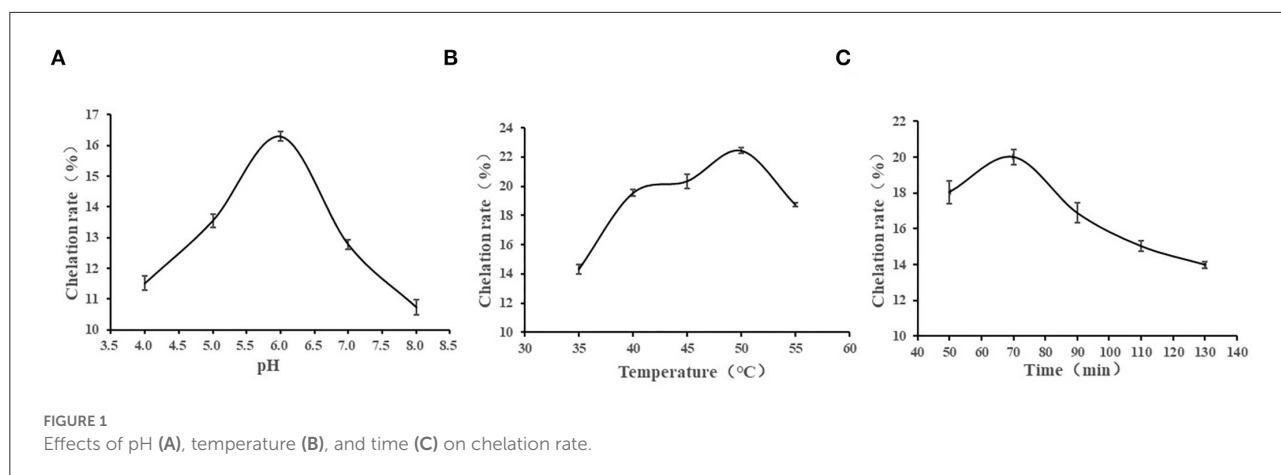 A
B
C
Chelation rate（%）
17
16
15
14
13
12
11
10
3.5 4.0 4.5 5.0 5.5 6.0 6.5 7.0 7.5 8.0 8.5
pH
Chelation rate（%）
24
22
20
18
16
14
12
10
30 35 40 45 50 55 60
Temperature（°C）
Chelation rate（%）
22
20
18
16
14
12
10
40 50 60 70 80 90 100 110 120 130 140
Time（min）
FIGURE 1
Effects of pH (A), temperature (B), and time (C) on chelation rate.